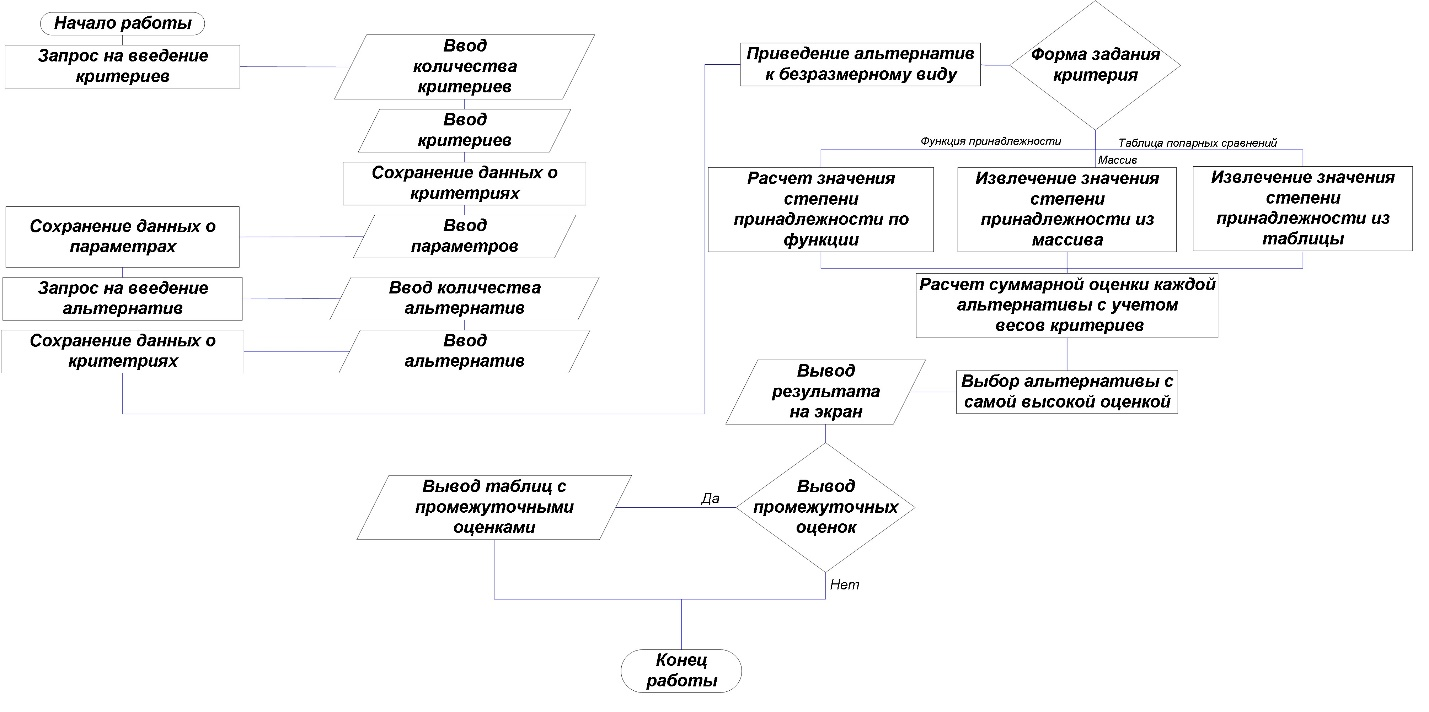 Начало работы
Запрос на введение
критериев
Ввод
количества
критериев
Ввод
критериев
Сохранение данных о
критетриях
Ввод
параметров
Сохранение данных о
параметрах
Запрос на введение
альтернатив
Ввод количества
альтернатив
Ввод
альтернатив
Сохранение данных о
критетриях
Приведение альтернатив
к безразмерному виду
Форма задания
критерия
Функция принадлежности
Массив
Таблица попарных сравнений
Расчет значения
степени
принадлежности по
функции
Извлечение значения
степени
принадлежности из
массива
Извлечение значения
степени
принадлежности из
таблицы
Расчет суммарной оценки каждой
альтернативы с учетом
весов критериев
Выбор альтернативы с
самой высокой оценкой
Вывод
результата
на экран
Вывод
промежуточных
оценок
Да
Вывод таблиц с
промежуточными
оценками
Нет
Конец
работы